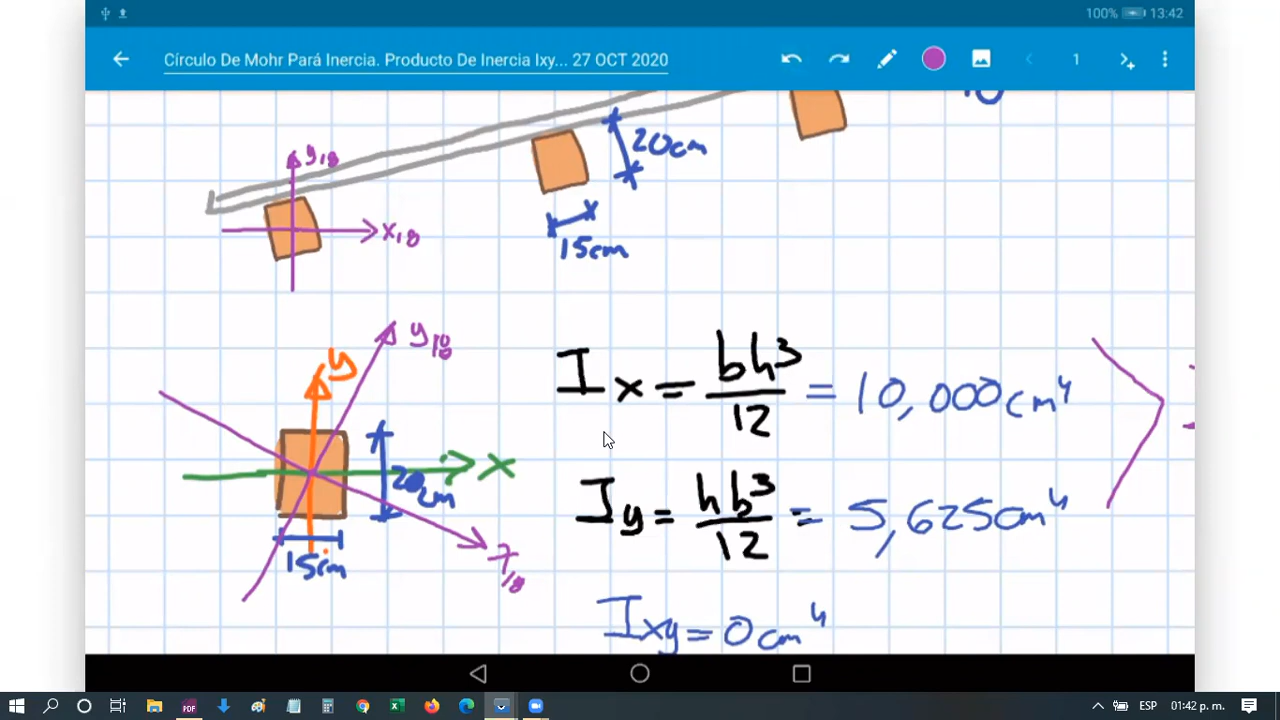 100% 13:42
Círculo De Mohr Pará Inercia. Producto De Inercia Ixy... 27 OCT 2020
1
20cm
y18
x18
15cm
y18
y
Ix = bh³/12 = 10,000cm⁴
x
20cm
Iy = hb³/12 = 5,625cm⁴
15cm
x18
Ixy = 0cm⁴
ESP 01:42 p. m.